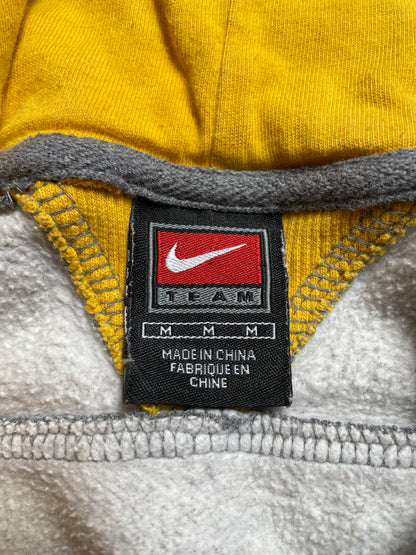 TEAM
M M M
MADE IN CHINA
FABRIQUE EN
CHINE